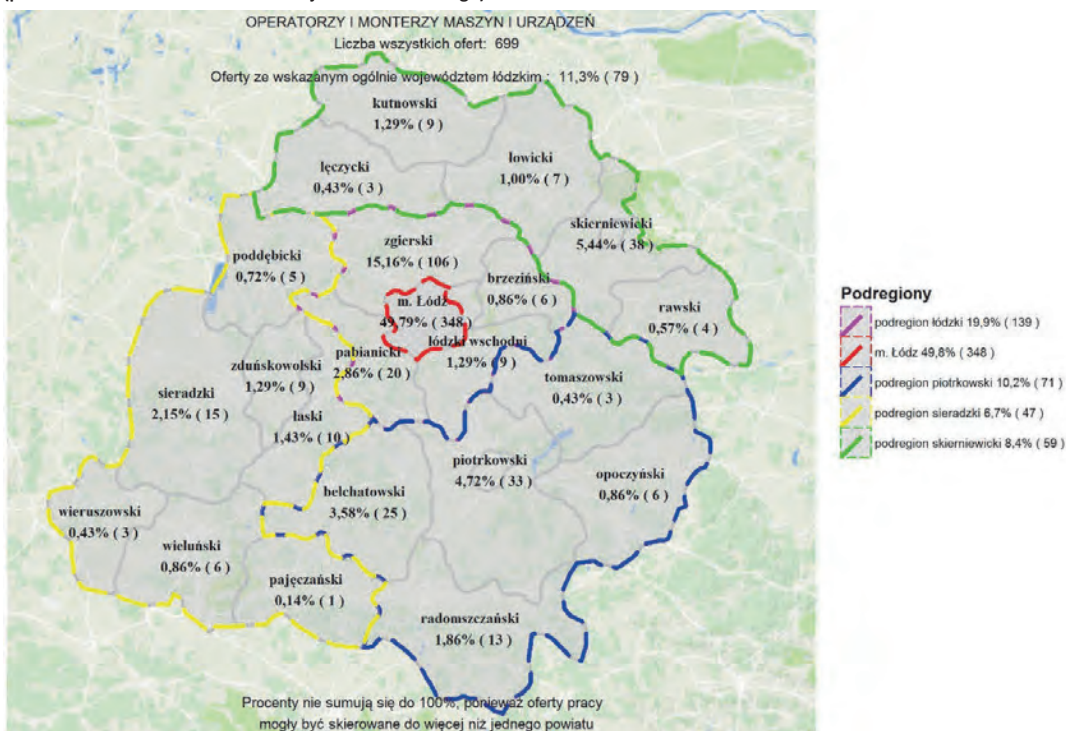 OPERATORZY I MONTERZY MASZYN I URZĄDZEŃ
Liczba wszystkich ofert: 699
Oferty ze wskazanym ogólnie województwem łódzkim : 11,3% ( 79 )
kutnowski
1,29% ( 9 )
łęczycki
0,43% ( 3 )
łowicki
1,00% ( 7 )
skierniewicki
5,44% ( 38 )
zgierski
15,16% ( 106 )
poddębicki
0,72% ( 5 )
brzeziński
0,86% ( 6 )
rawski
0,57% ( 4 )
m. Łódź
49,79% ( 348 )
łódzki wschodni
1,29% ( 9 )
pabianicki
2,86% ( 20 )
zduńskowolski
1,29% ( 9 )
tomaszowski
0,43% ( 3 )
sieradzki
2,15% ( 15 )
łaski
1,43% ( 10 )
piotrkowski
4,72% ( 33 )
opoczyński
0,86% ( 6 )
bełchatowski
3,58% ( 25 )
wieruszowski
0,43% ( 3 )
wieluński
0,86% ( 6 )
pajęczański
0,14% ( 1 )
radomszczański
1,86% ( 13 )
Procenty nie sumują się do 100%, ponieważ oferty pracy
mogły być skierowane do więcej niż jednego powiatu
Podregiony
podregion łódzki 19,9% ( 139 )
m. Łódź 49,8% ( 348 )
podregion piotrkowski 10,2% ( 71 )
podregion sieradzki 6,7% ( 47 )
podregion skierniewicki 8,4% ( 59 )